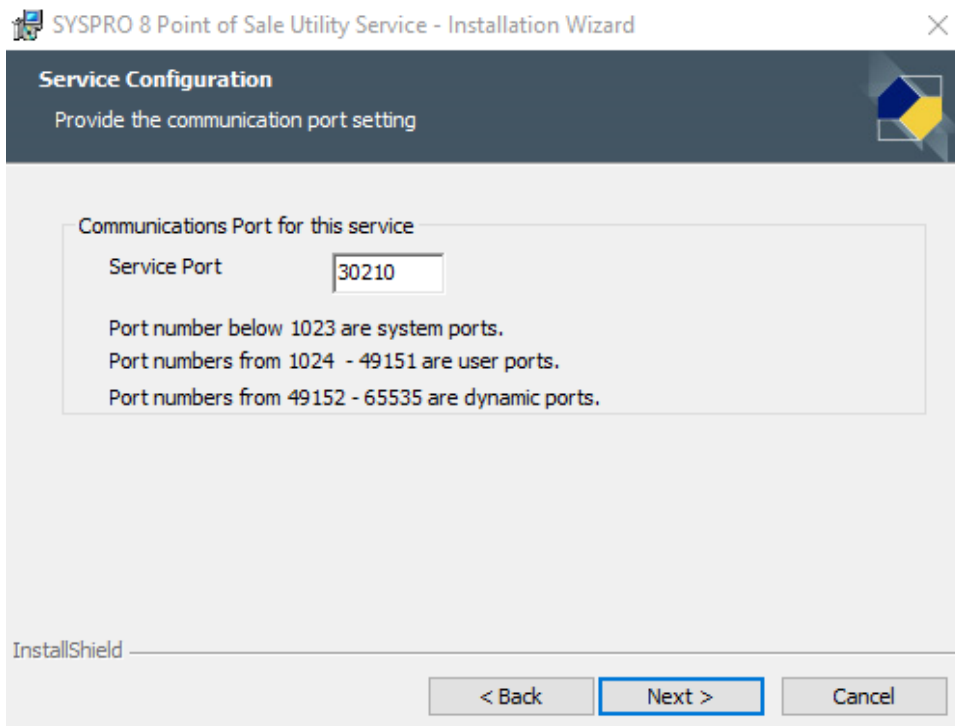 SYSPRO 8 Point of Sale Utility Service - Installation Wizard
Service Configuration
Provide the communication port setting
Communications Port for this service
Service Port 30210
Port number below 1023 are system ports.
Port numbers from 1024 - 49151 are user ports.
Port numbers from 49152 - 65535 are dynamic ports.
InstallShield
< Back Next > Cancel